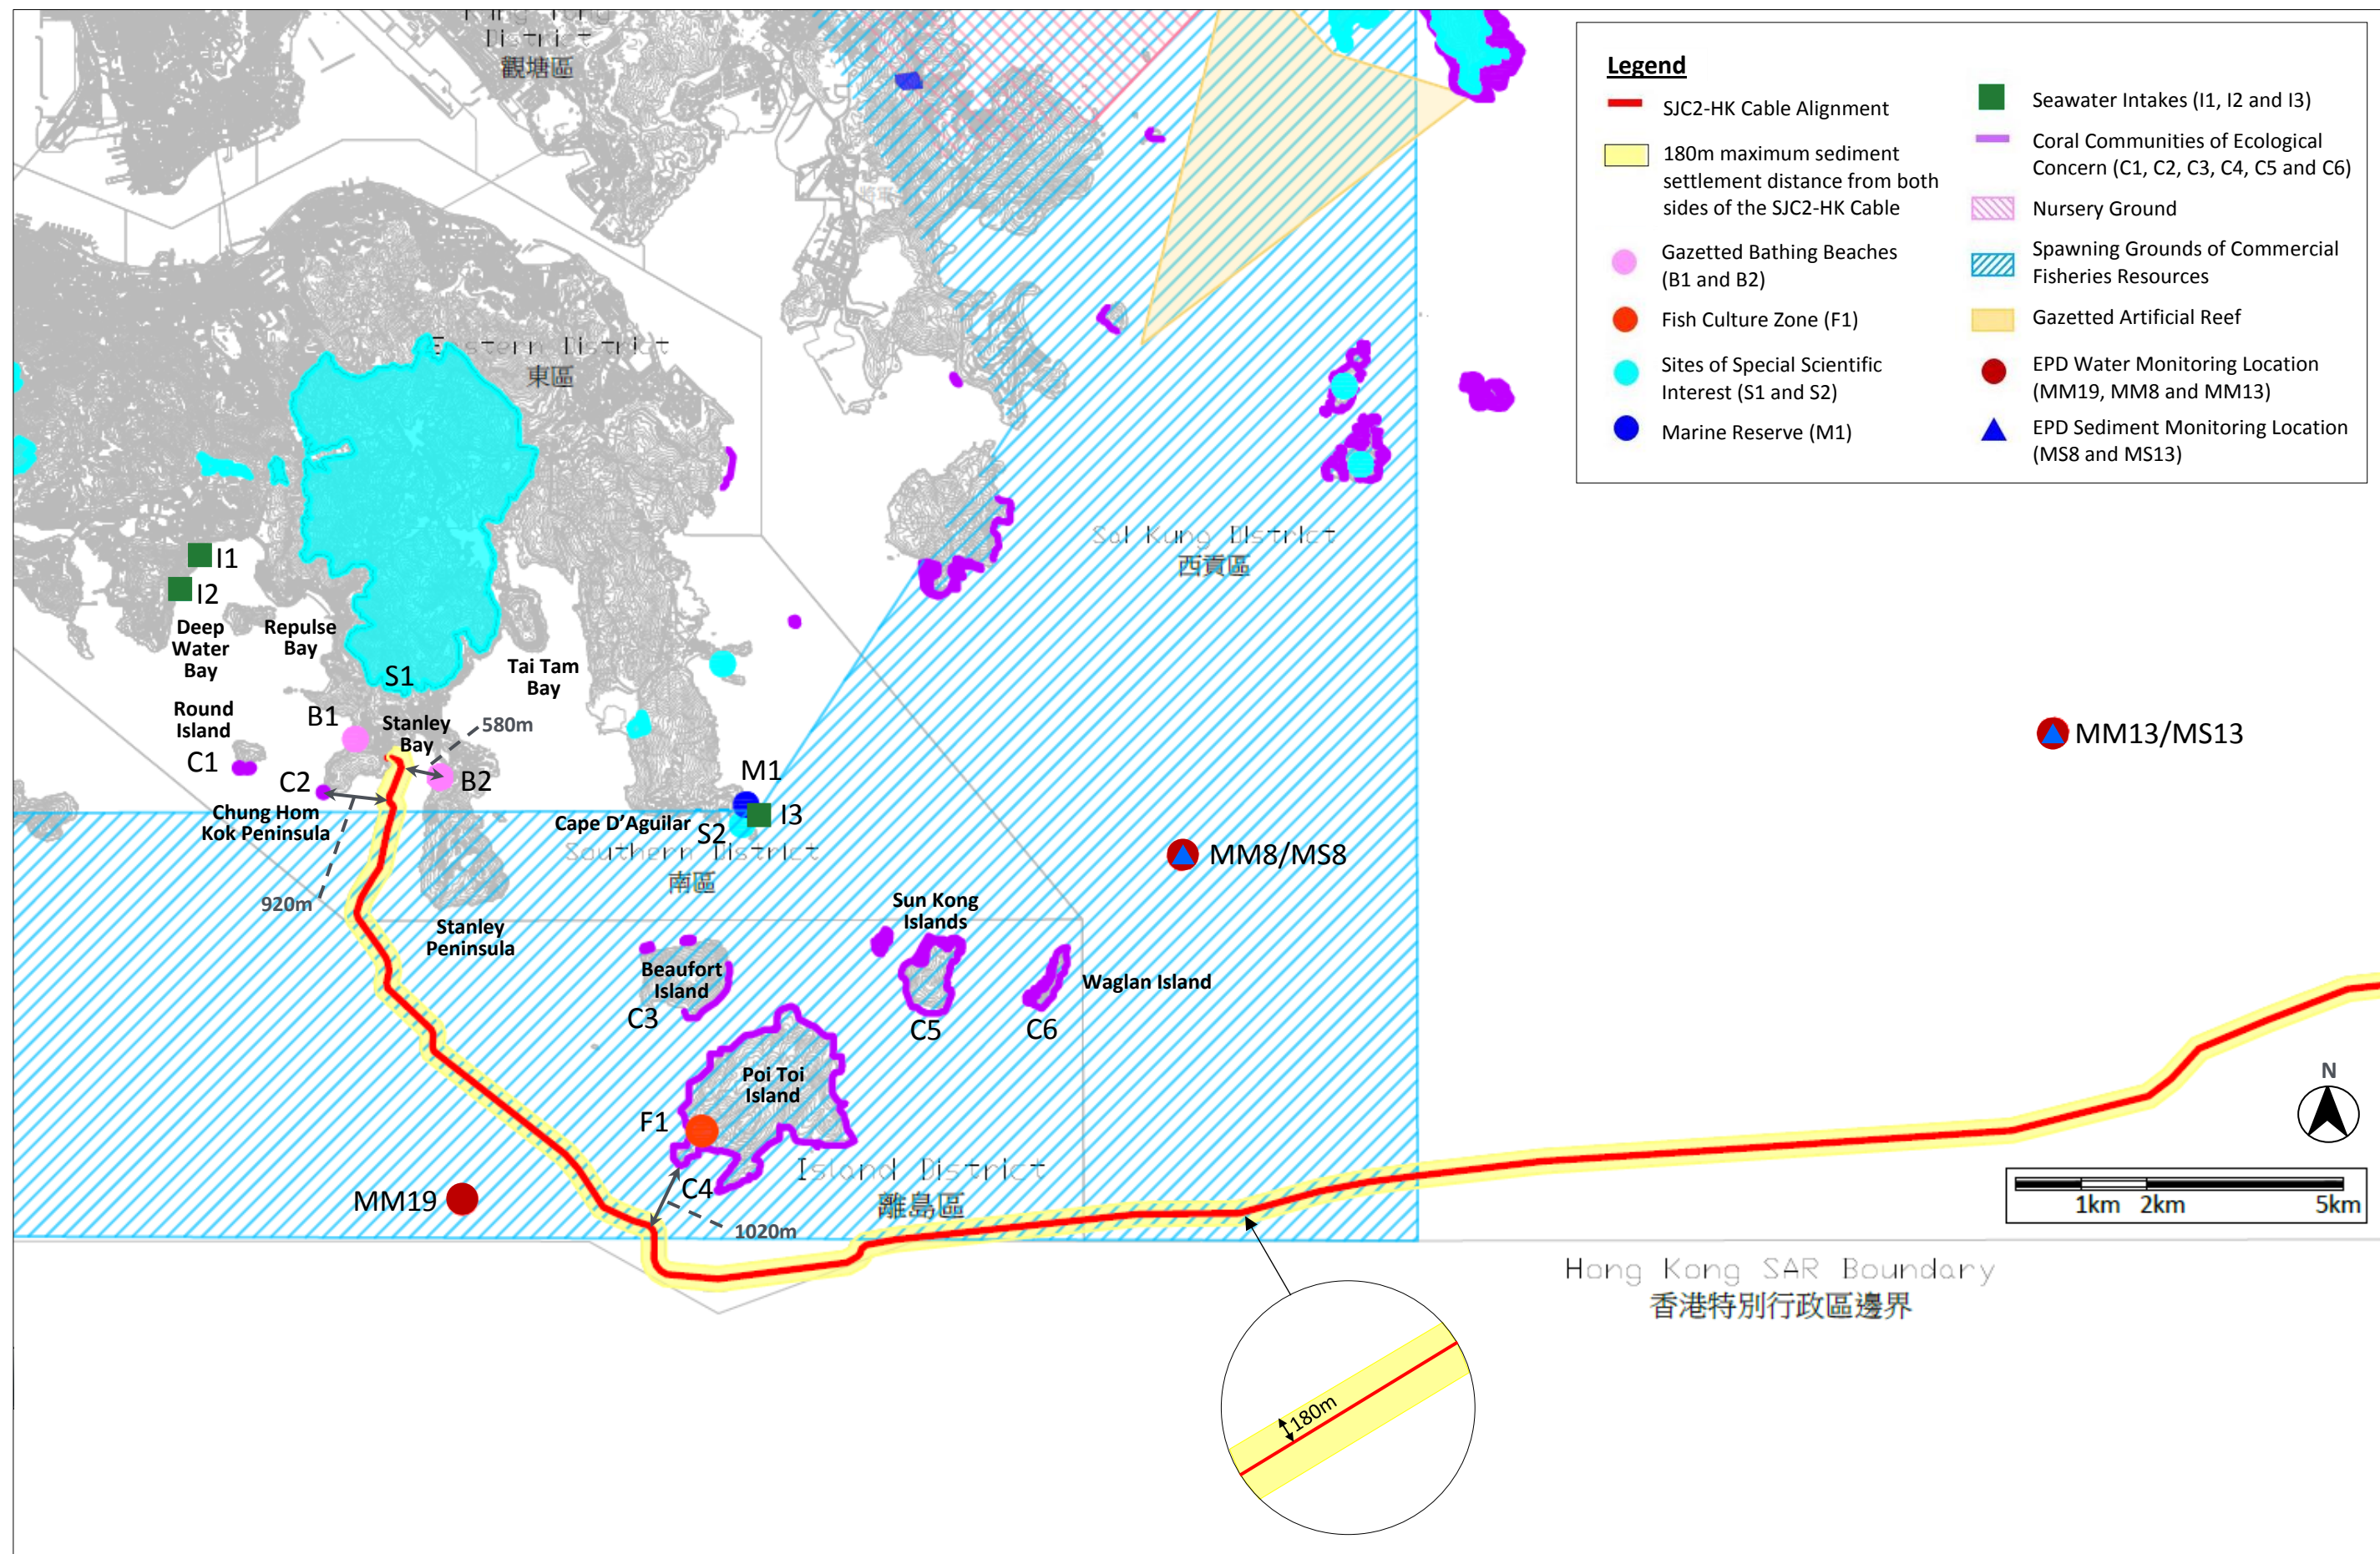 District
觀塘區
Eastern District
東區
Sai Kung District
西貢區
I1
I2
Deep
Water
Bay
Repulse
Bay
S1
Tai Tam
Bay
Round
Island
B1
Stanley
Bay
580m
C1
C2
B2
Chung Hom
Kok Peninsula
920m
M1
I3
Cape D'Aguilar
S2
Southern District
南區
Stanley
Peninsula
MM8/MS8
MM13/MS13
Sun Kong
Islands
Beaufort
Island
C3
C5
C6
Waglan Island
Poi Toi
Island
F1
C4
Island District
離島區
MM19
1020m
180m
Hong Kong SAR Boundary
香港特別行政區邊界
N
1km 2km 5km
Legend
SJC2-HK Cable Alignment
180m maximum sediment
settlement distance from both
sides of the SJC2-HK Cable
Gazetted Bathing Beaches
(B1 and B2)
Fish Culture Zone (F1)
Sites of Special Scientific
Interest (S1 and S2)
Marine Reserve (M1)
Seawater Intakes (I1, I2 and I3)
Coral Communities of Ecological
Concern (C1, C2, C3, C4, C5 and C6)
Nursery Ground
Spawning Grounds of Commercial
Fisheries Resources
Gazetted Artificial Reef
EPD Water Monitoring Location
(MM19, MM8 and MM13)
EPD Sediment Monitoring Location
(MS8 and MS13)